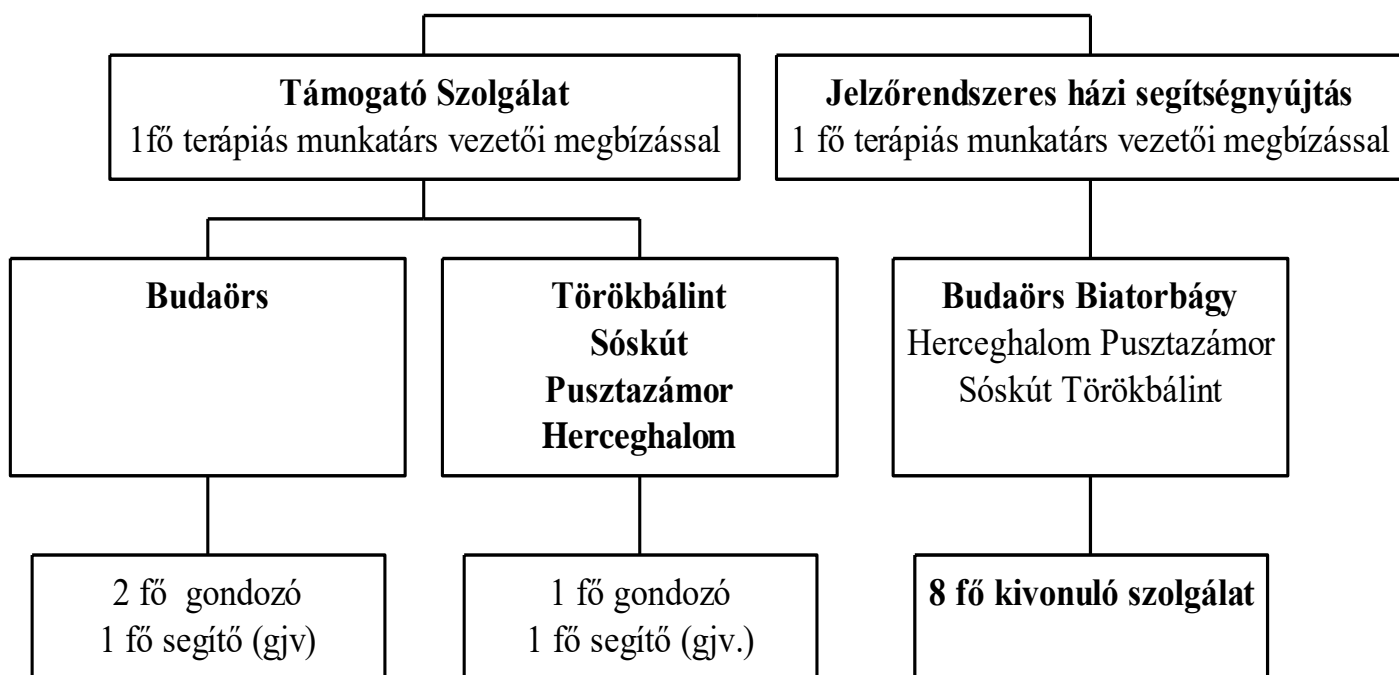 Támogató Szolgálat
1fő terápiás munkatárs vezetői megbízással
Jelzőrendszeres házi segítségnyújtás
1 fő terápiás munkatárs vezetői megbízással
Budaörs
Törökbálint
Sóskút
Pusztazámor
Herceghalom
Budaörs Biatorbágy
Herceghalom Pusztazámor
Sóskút Törökbálint
2 fő gondozó
1 fő segítő (gjv)
1 fő gondozó
1 fő segítő (gjv.)
8 fő kivonuló szolgálat